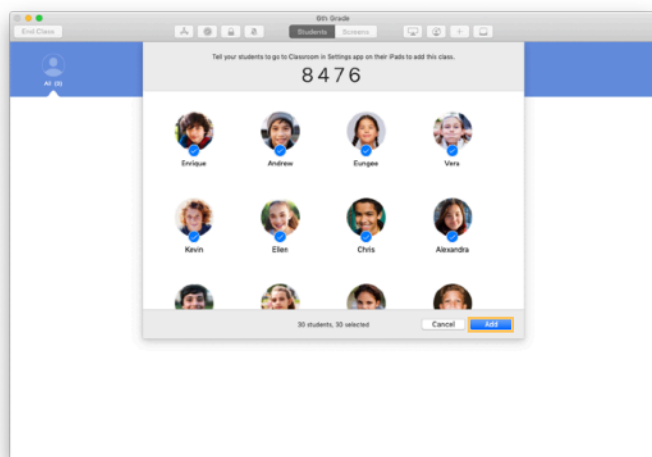 6th Grade
End Class
Students
Screens
Tell your students to go to Classroom in Settings app on their iPads to add this class.
8476
All (5)
Enrique
Andrew
Eungee
Vera
Kevin
Ellen
Chris
Alexandra
30 students, 30 selected
Cancel
Add